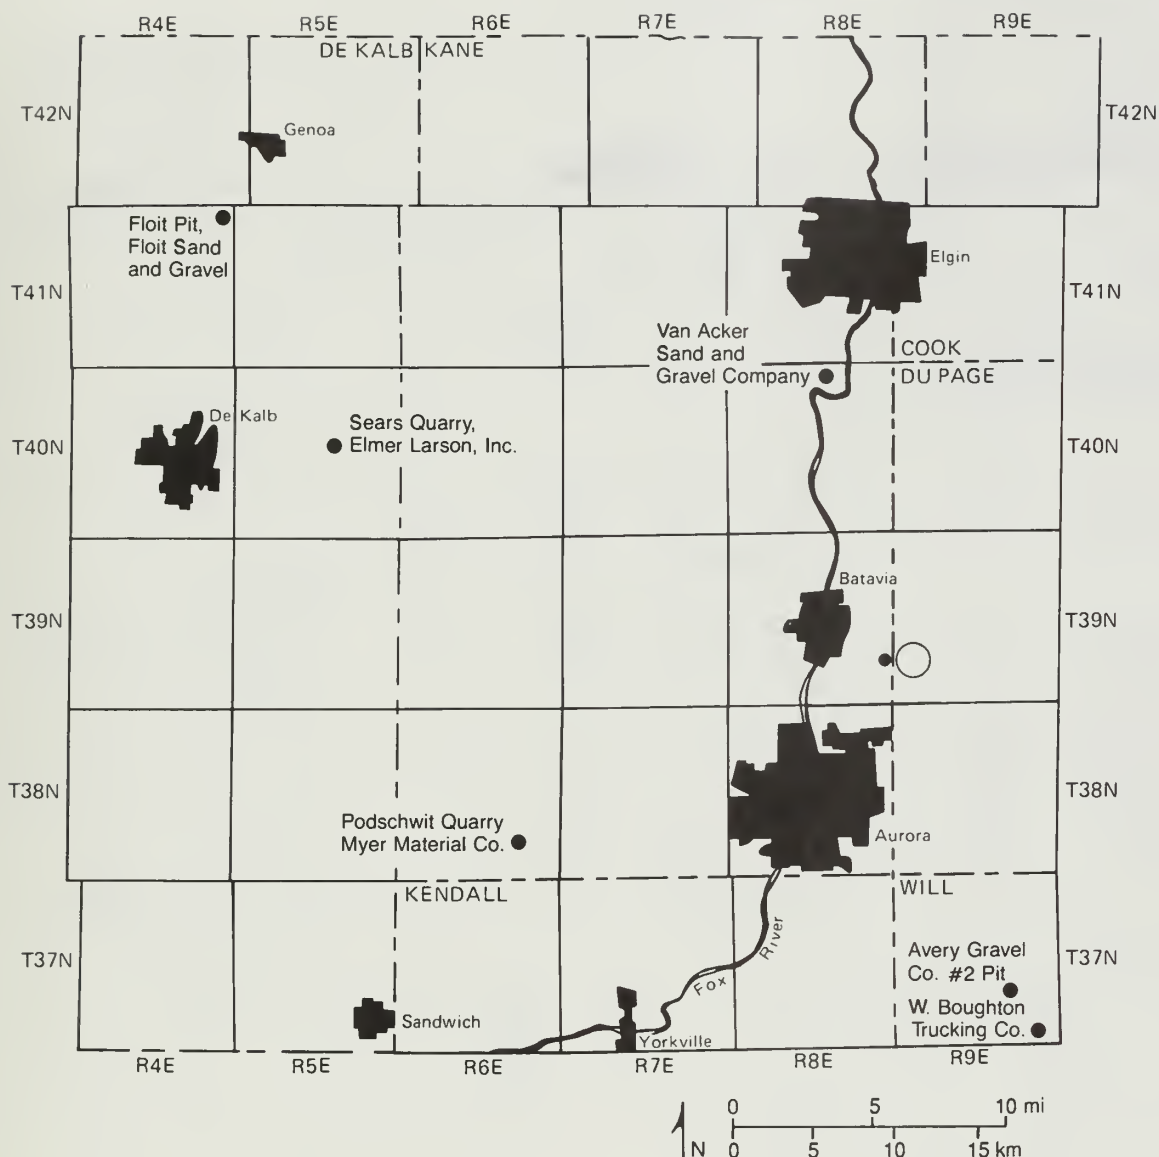 R4E R5E R6E R7E R8E R9E
DE KALB KANE
T42N
T42N
Genoa
Floit Pit,
Floit Sand
and Gravel
Elgin
T41N
T41N
Van Acker
Sand and
Gravel Company
COOK
DU PAGE
De Kalb
Sears Quarry,
Elmer Larson, Inc.
T40N
T40N
Batavia
T39N
T39N
T38N
T38N
Podschwit Quarry
Myer Material Co.
Aurora
KENDALL
WILL
T37N
T37N
Avery Gravel
Co. #2 Pit
W. Boughton
Trucking Co.
Fox River
Sandwich
Yorkville
R4E R5E R6E R7E R8E R9E
0 5 10 mi
N 0 5 10 15 km